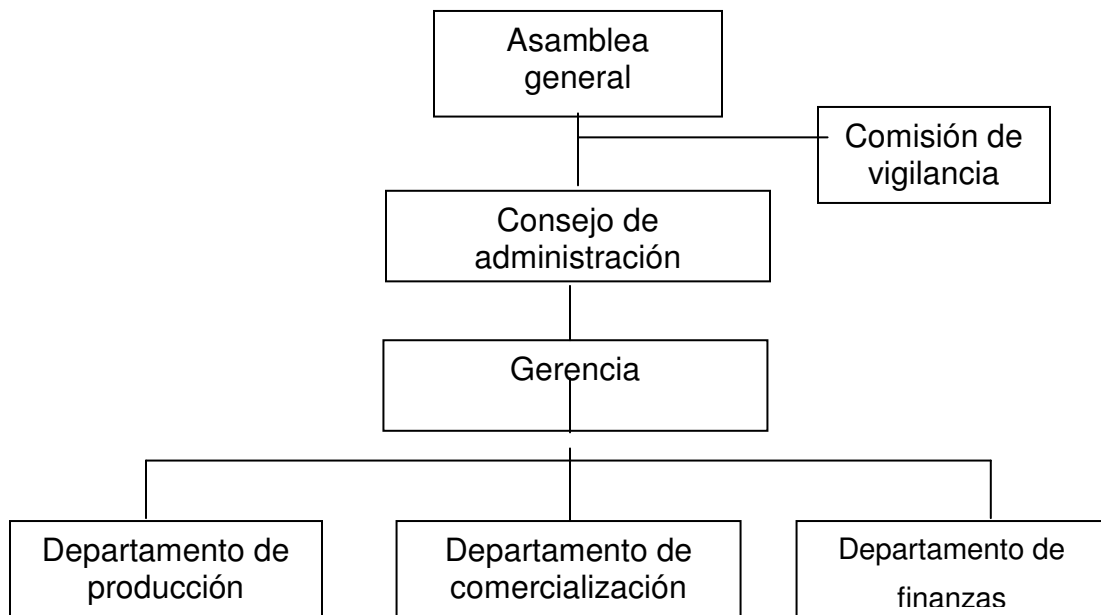 Asamblea
general
Comisión de
vigilancia
Consejo de
administración
Gerencia
Departamento de
producción
Departamento de
comercialización
Departamento de
finanzas